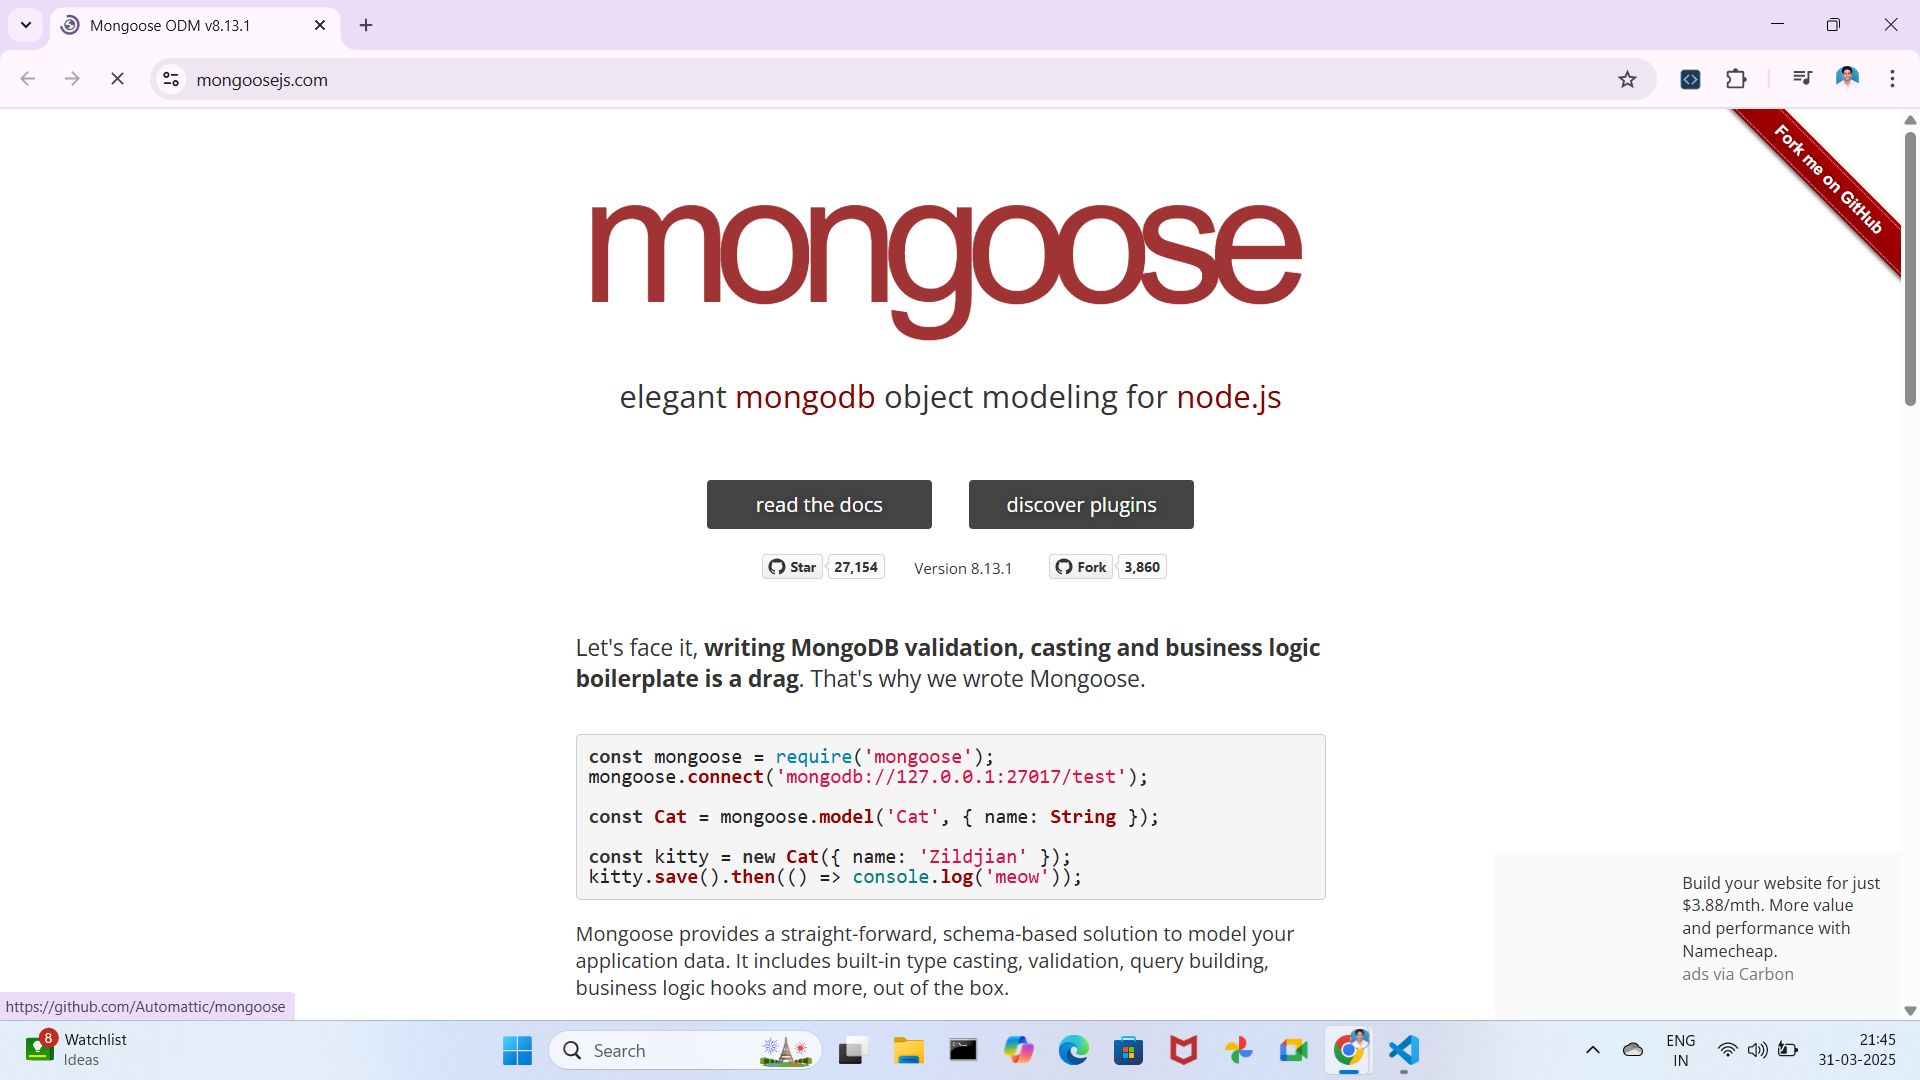 Mongoose ODM v8.13.1
mongoosejs.com
Fork me on GitHub
mongoose
elegant mongodb object modeling for node.js
read the docs
discover plugins
Star 27,154
Version 8.13.1
Fork 3,860
Let's face it, writing MongoDB validation, casting and business logic
boilerplate is a drag. That's why we wrote Mongoose.
const mongoose = require('mongoose');
mongoose.connect('mongodb://127.0.0.1:27017/test');
const Cat = mongoose.model('Cat', { name: String });
const kitty = new Cat({ name: 'Zildjian' });
kitty.save().then(() => console.log('meow'));
Mongoose provides a straight-forward, schema-based solution to model your
application data. It includes built-in type casting, validation, query building,
business logic hooks and more, out of the box.
Build your website for just
$3.88/mth. More value
and performance with
Namecheap.
ads via Carbon
https://github.com/Automattic/mongoose
8
Watchlist
Ideas
Search
ENG
IN
21:45
31-03-2025